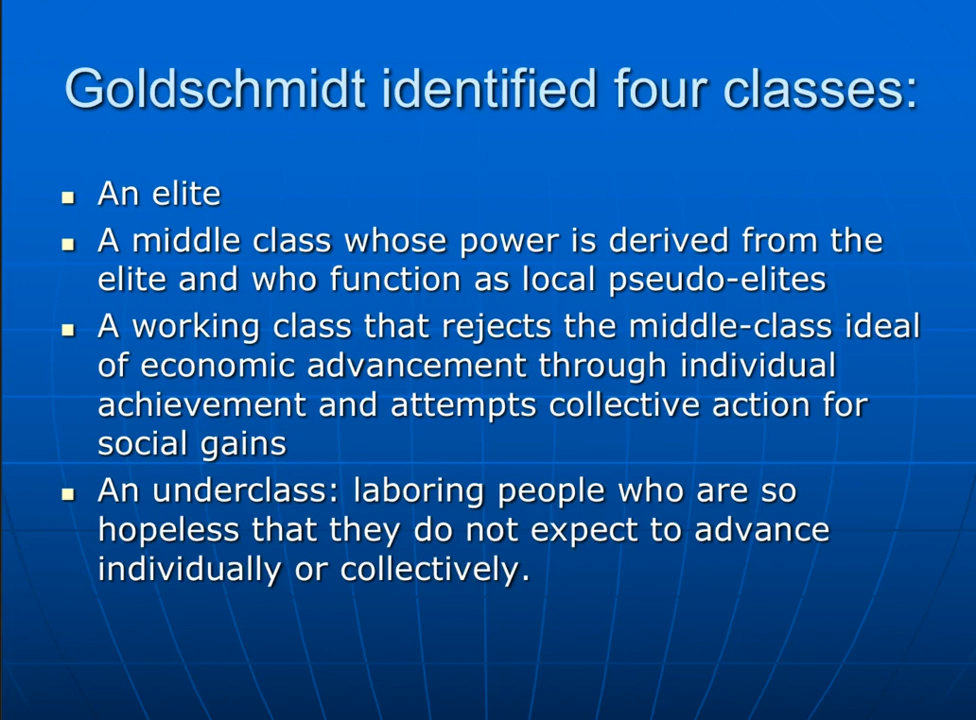 Goldschmidt identified four classes:
An elite
A middle class whose power is derived from the
elite and who function as local pseudo-elites
A working class that rejects the middle-class ideal
of economic advancement through individual
achievement and attempts collective action for
social gains
An underclass: laboring people who are so
hopeless that they do not expect to advance
individually or collectively.